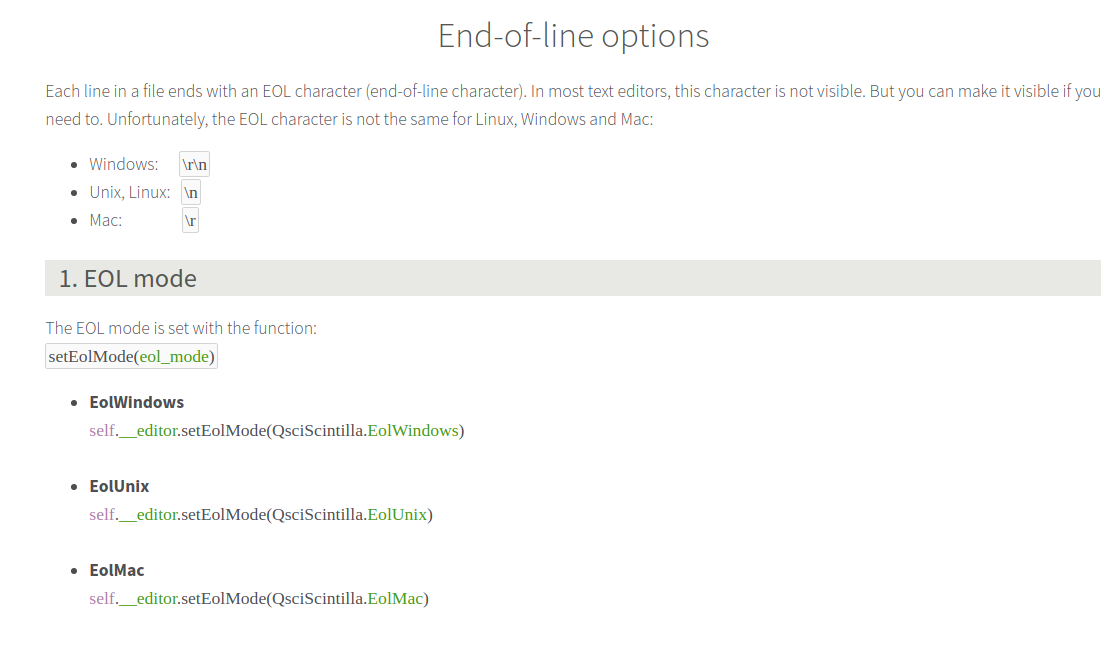 End-of-line options
Each line in a file ends with an EOL character (end-of-line character). In most text editors, this character is not visible. But you can make it visible if you
need to. Unfortunately, the EOL character is not the same for Linux, Windows and Mac:
• Windows: \r\n
• Unix, Linux: \n
• Mac: \r
1. EOL mode
The EOL mode is set with the function:
setEolMode(eol_mode)
• EolWindows
self.__editor.setEolMode(QsciScintilla.EolWindows)
• EolUnix
self.__editor.setEolMode(QsciScintilla.EolUnix)
• EolMac
self.__editor.setEolMode(QsciScintilla.EolMac)